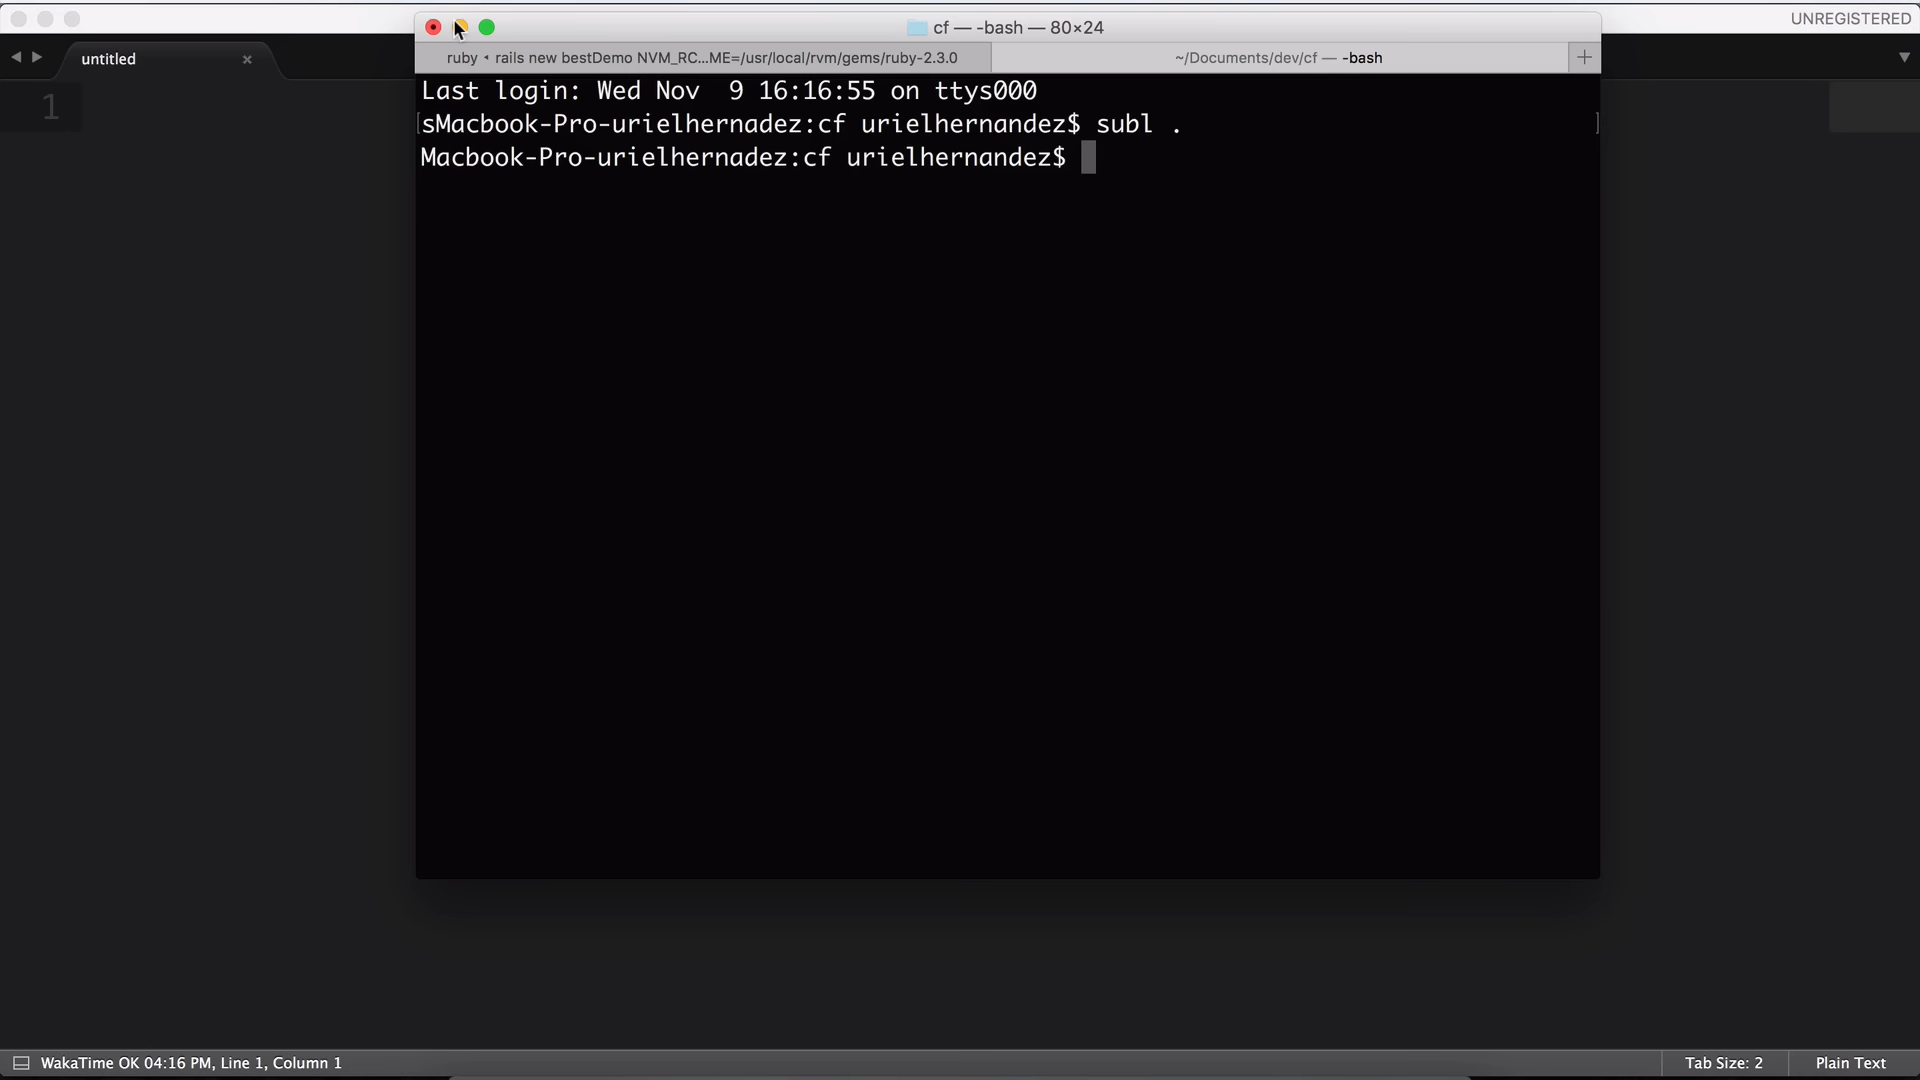 UNREGISTERED
cf — -bash — 80×24
untitled
ruby ◂ rails new bestDemo NVM_RC...ME=/usr/local/rvm/gems/ruby-2.3.0
~/Documents/dev/cf — -bash
1
Last login: Wed Nov  9 16:16:55 on ttys000
sMacbook-Pro-urielhernadez:cf urielhernandez$ subl .
Macbook-Pro-urielhernadez:cf urielhernandez$
WakaTime OK 04:16 PM, Line 1, Column 1
Tab Size: 2
Plain Text